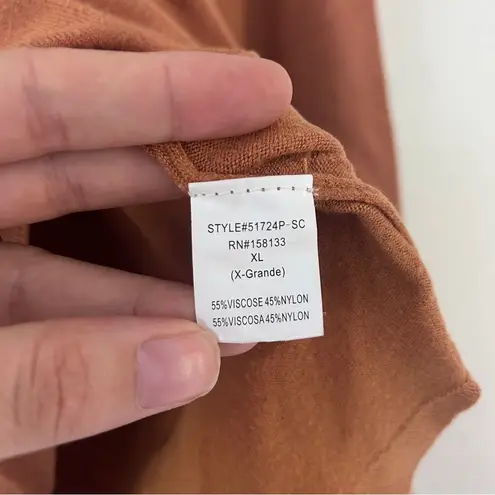 STYLE#51724P-SC
RN#158133
XL
(X-Grande)
55%VISCOSE 45%NYLON
55%VISCOSA 45%NYLON